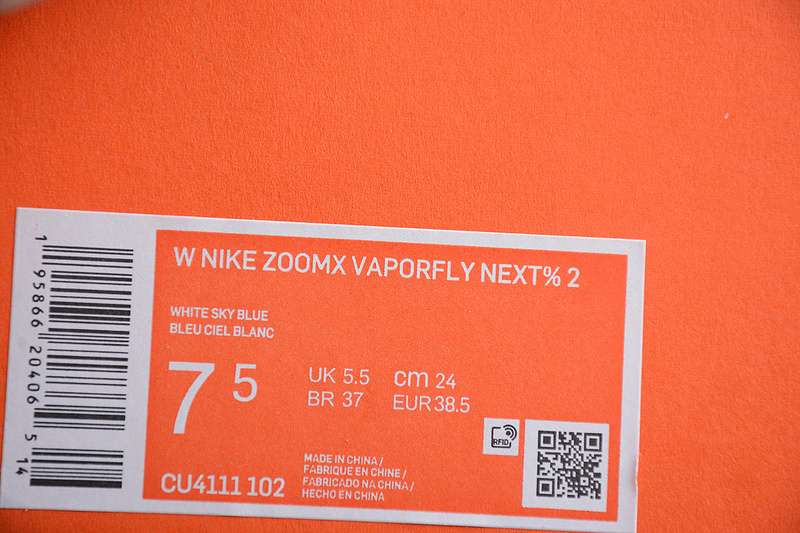 W NIKE ZOOMX VAPORFLY NEXT% 2
WHITE SKY BLUE
BLEU CIEL BLANC
7 5
UK 5.5 cm 24
BR 37 EUR 38.5
RFID
CU4111 102
MADE IN CHINA /
FABRIQUE EN CHINE /
FABRICADO NA CHINA /
HECHO EN CHINA
1 95866 20406 5 14